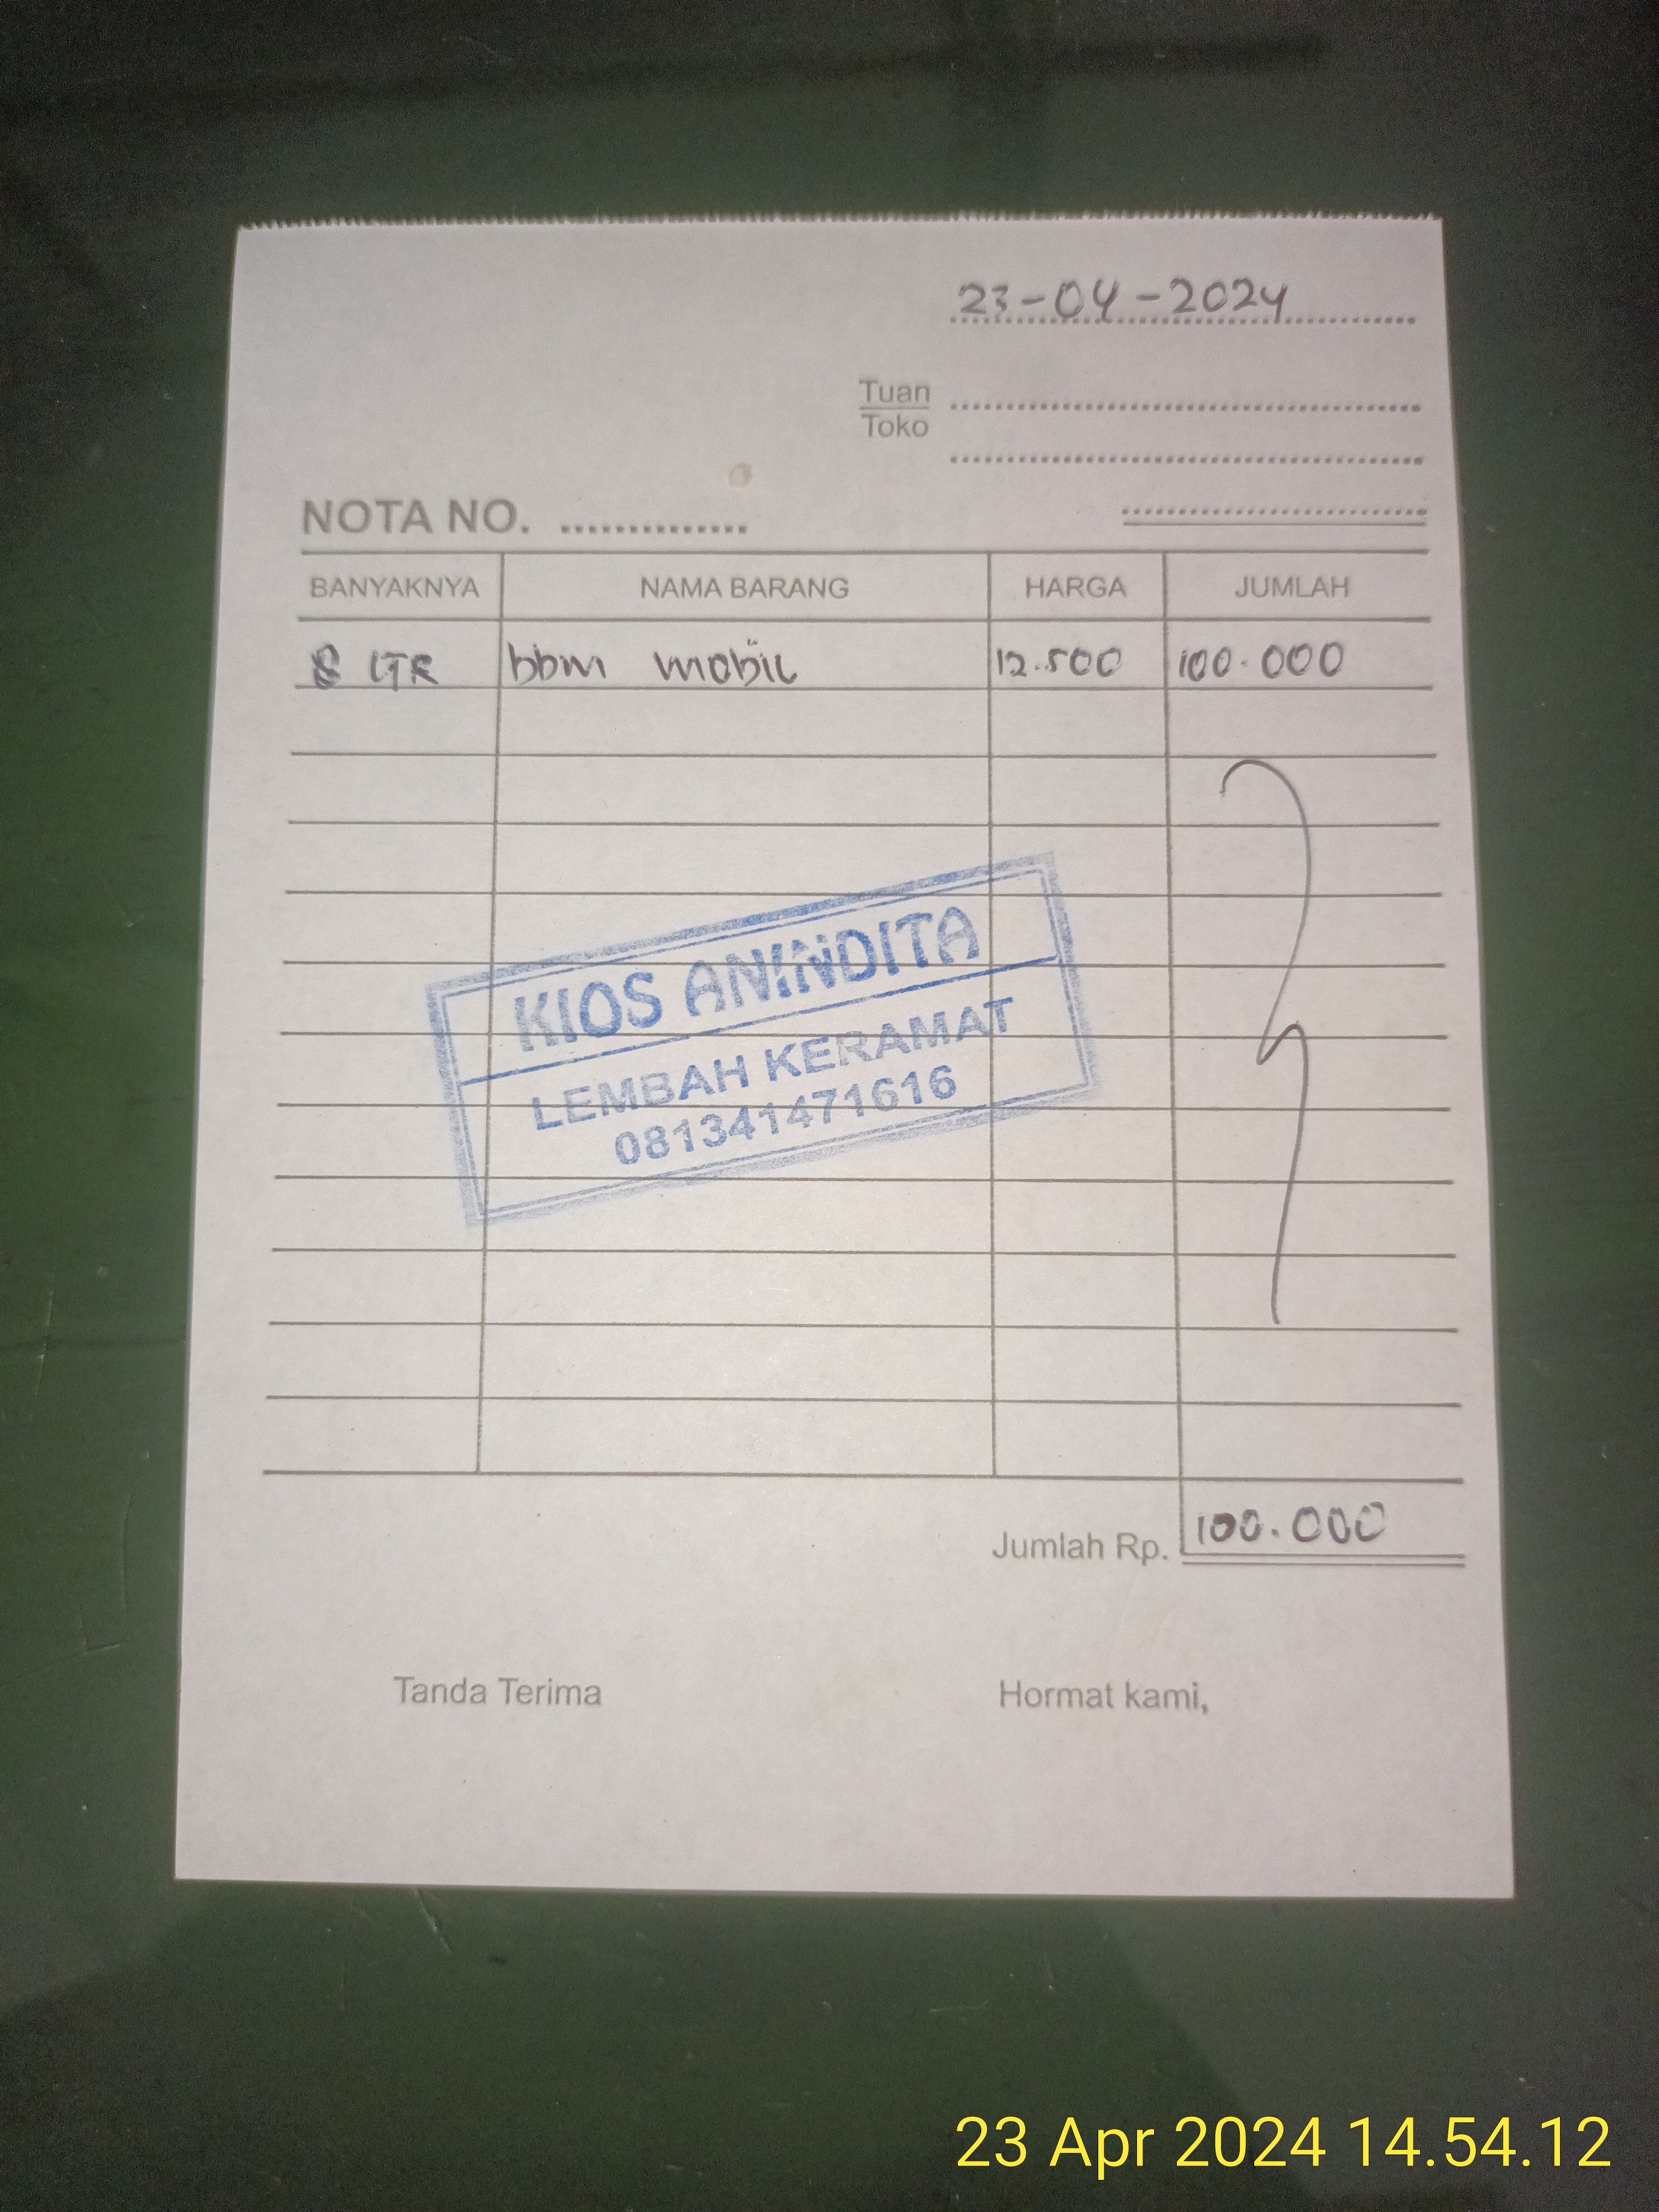 23-04-2024
Tuan
Toko
NOTA NO. ...............
BANYAKNYA NAMA BARANG HARGA JUMLAH
8 LTR bbm mobil 12.500 100.000
KIOS ANINDITA
LEMBAH KERAMAT
081341471616
Jumlah Rp. 100.000
Tanda Terima Hormat kami,
23 Apr 2024 14.54.12